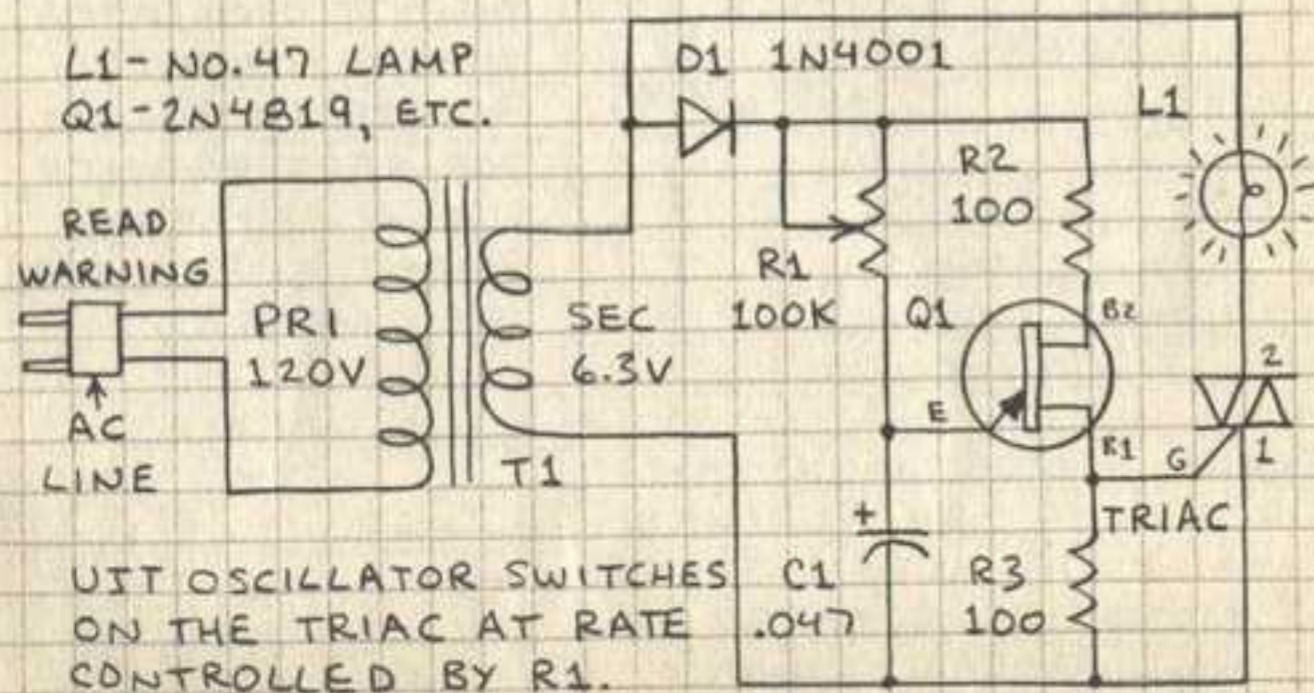 L1-NO.47 LAMP
Q1-2N4819, ETC.
D1 1N4001
L1
READ
WARNING
PRI
120V
SEC
6.3V
R1
100K
R2
100
Q1
B2
E
B1
G
2
1
AC
LINE
T1
TRIAC
+
C1
.047
R3
100
UJT OSCILLATOR SWITCHES
ON THE TRIAC AT RATE
CONTROLLED BY R1.